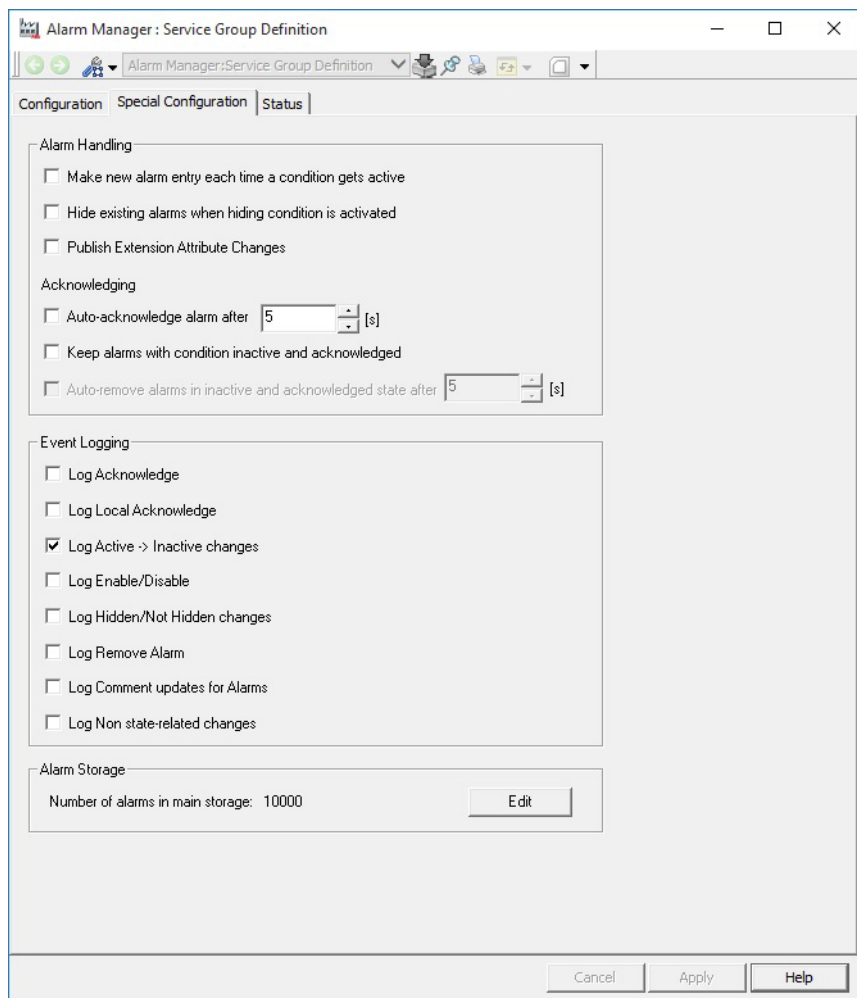 Alarm Manager : Service Group Definition
Alarm Manager:Service Group Definition
Configuration Special Configuration Status
Alarm Handling
Make new alarm entry each time a condition gets active
Hide existing alarms when hiding condition is activated
Publish Extension Attribute Changes
Acknowledging
Auto-acknowledge alarm after 5 [s]
Keep alarms with condition inactive and acknowledged
Auto-remove alarms in inactive and acknowledged state after 5 [s]
Event Logging
Log Acknowledge
Log Local Acknowledge
Log Active -> Inactive changes
Log Enable/Disable
Log Hidden/Not Hidden changes
Log Remove Alarm
Log Comment updates for Alarms
Log Non state-related changes
Alarm Storage
Number of alarms in main storage: 10000 Edit
Cancel Apply Help